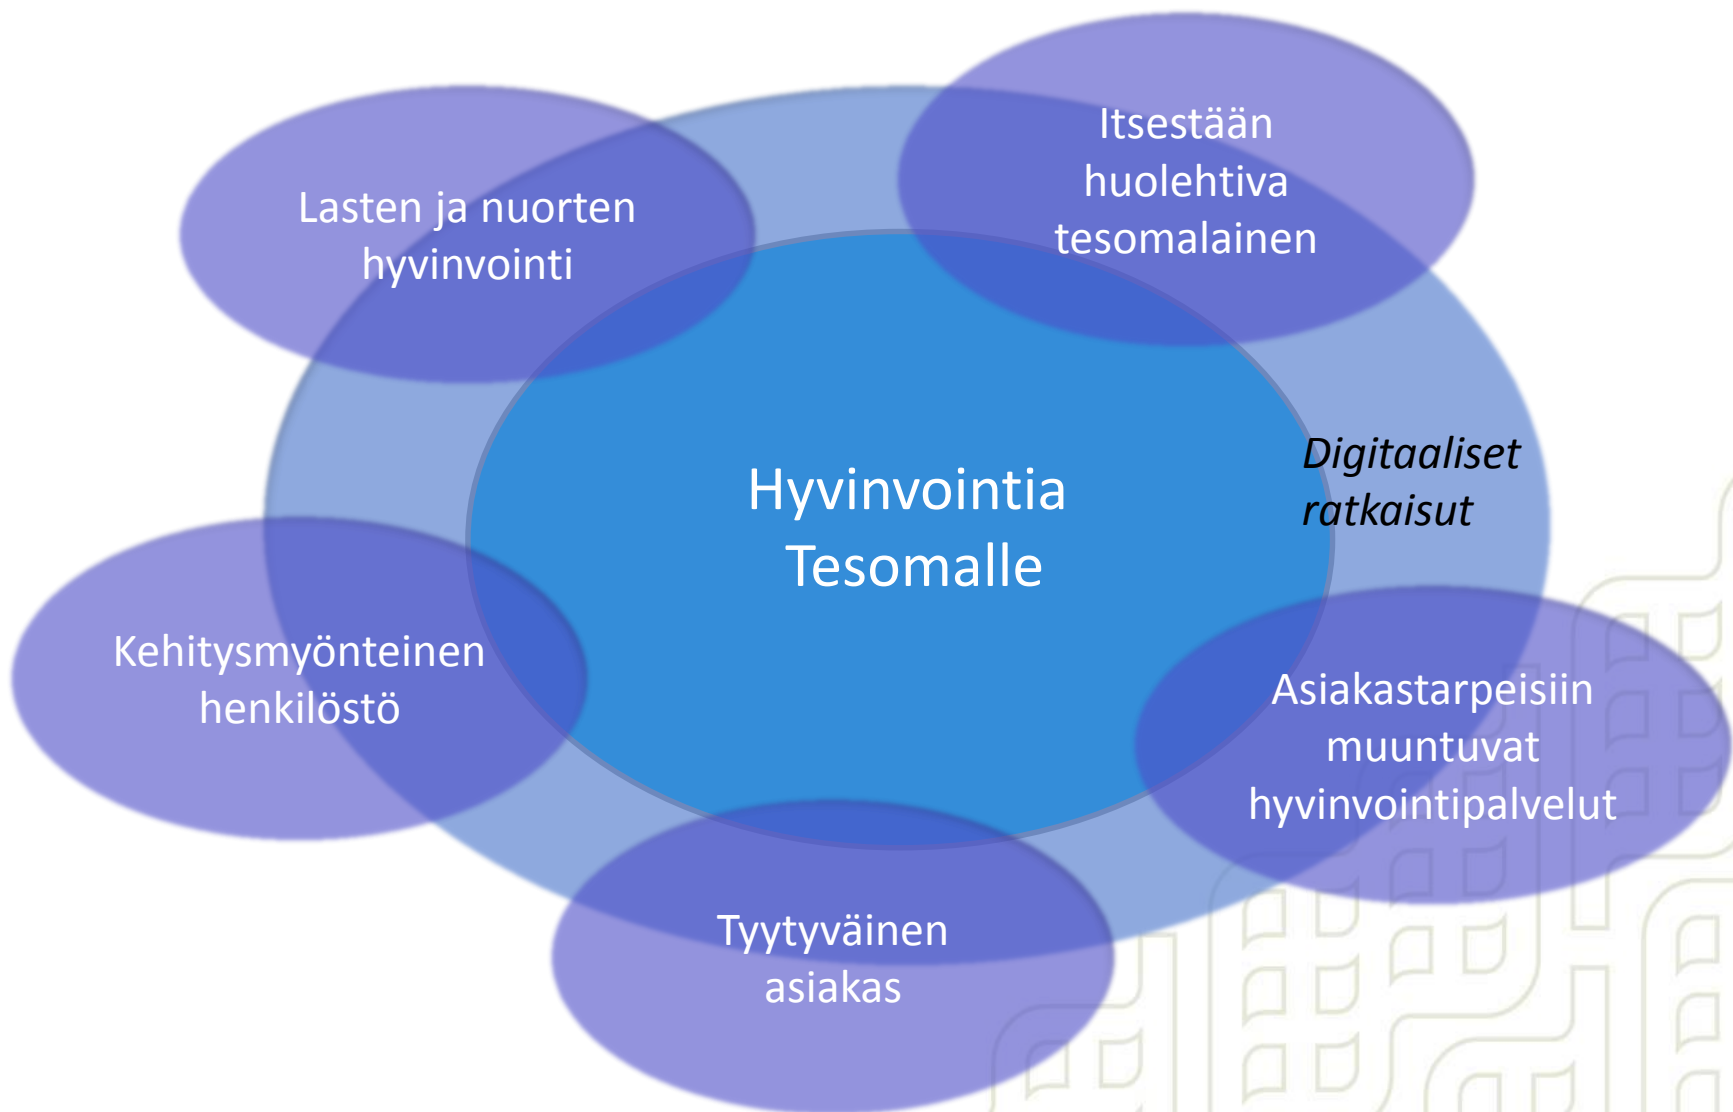 Itsestään
huolehtiva
tesomalainen
Lasten ja nuorten
hyvinvointi
Digitaaliset
ratkaisut
Hyvinvointia
Tesomalle
Kehitysmyönteinen
henkilöstö
Asiakastarpeisiin
muuntuvat
hyvinvointipalvelut
Tyytyväinen
asiakas